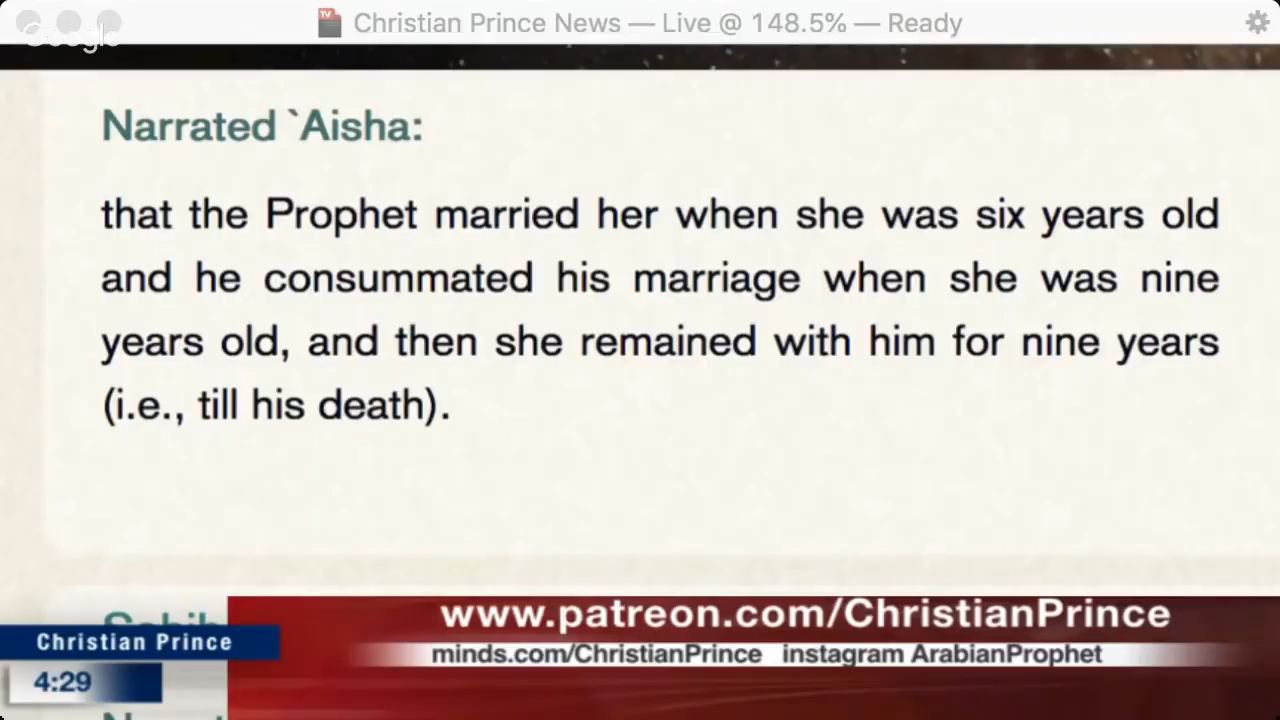 Christian Prince News — Live @ 148.5% — Ready
Google
Narrated `Aisha:
that the Prophet married her when she was six years old
and he consummated his marriage when she was nine
years old, and then she remained with him for nine years
(i.e., till his death).
www.patreon.com/ChristianPrince
Christian Prince
minds.com/ChristianPrince instagram ArabianProphet
4:29